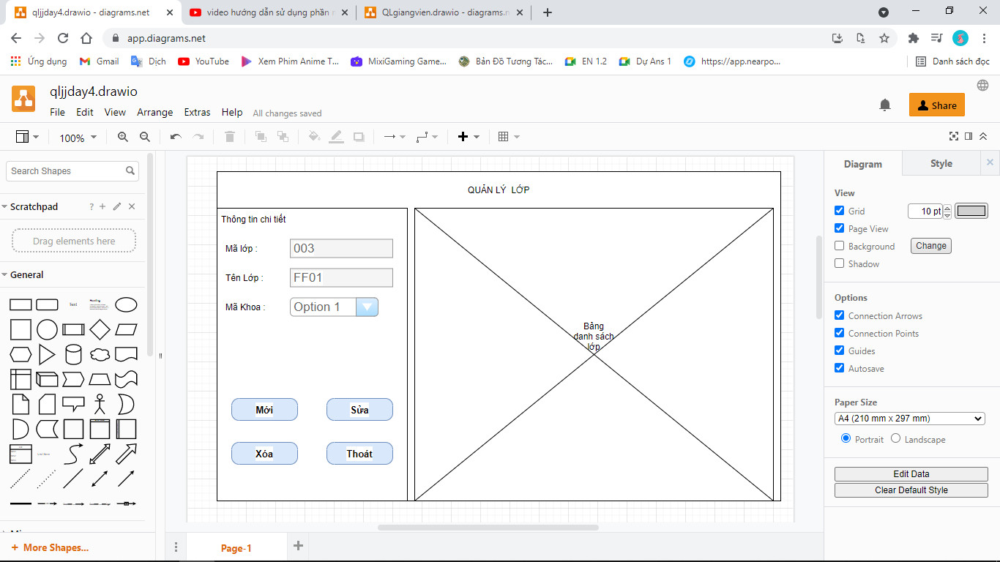 qljjday4.drawio - diagrams.net
video hướng dẫn sử dụng phần
QLgiangvien.drawio - diagrams.n
app.diagrams.net
Ứng dụng
Gmail
Dịch
YouTube
Xem Phim Anime T...
MixiGaming Game...
Bản Đồ Tương Tác...
EN 1.2
Dự Ans 1
https://app.nearpo...
Danh sách đọc
qljjday4.drawio
File Edit View Arrange Extras Help All changes saved
Share
100%
Search Shapes
Scratchpad
?
Drag elements here
General
Text
Heading
More Shapes...
QUẢN LÝ LỚP
Thông tin chi tiết
Mã lớp : 003
Tên Lớp : FF01
Mã Khoa : Option 1
Mới Sửa
Xóa Thoát
Bảng
danh sách
lớp
Page-1
Diagram Style
View
Grid 10 pt
Page View
Background Change
Shadow
Options
Connection Arrows
Connection Points
Guides
Autosave
Paper Size
A4 (210 mm x 297 mm)
Portrait Landscape
Edit Data
Clear Default Style